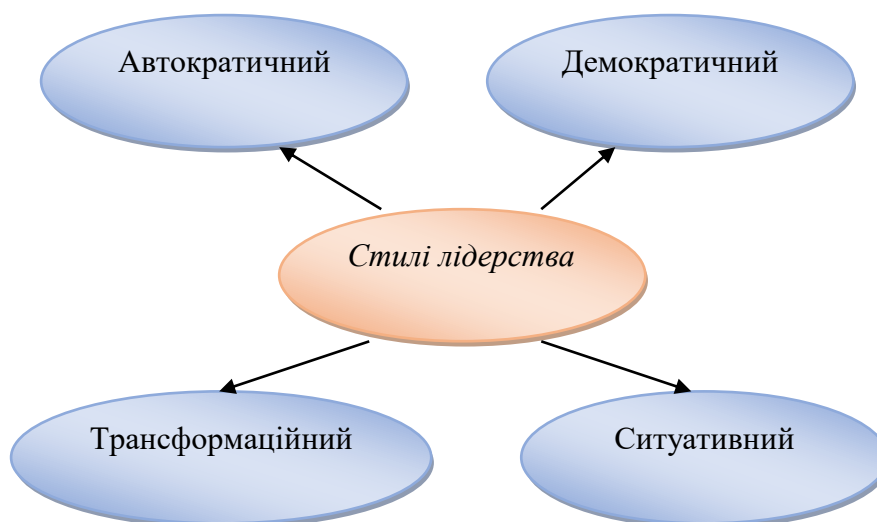 Автократичний
Демократичний
Стилі лідерства
Трансформаційний
Ситуативний